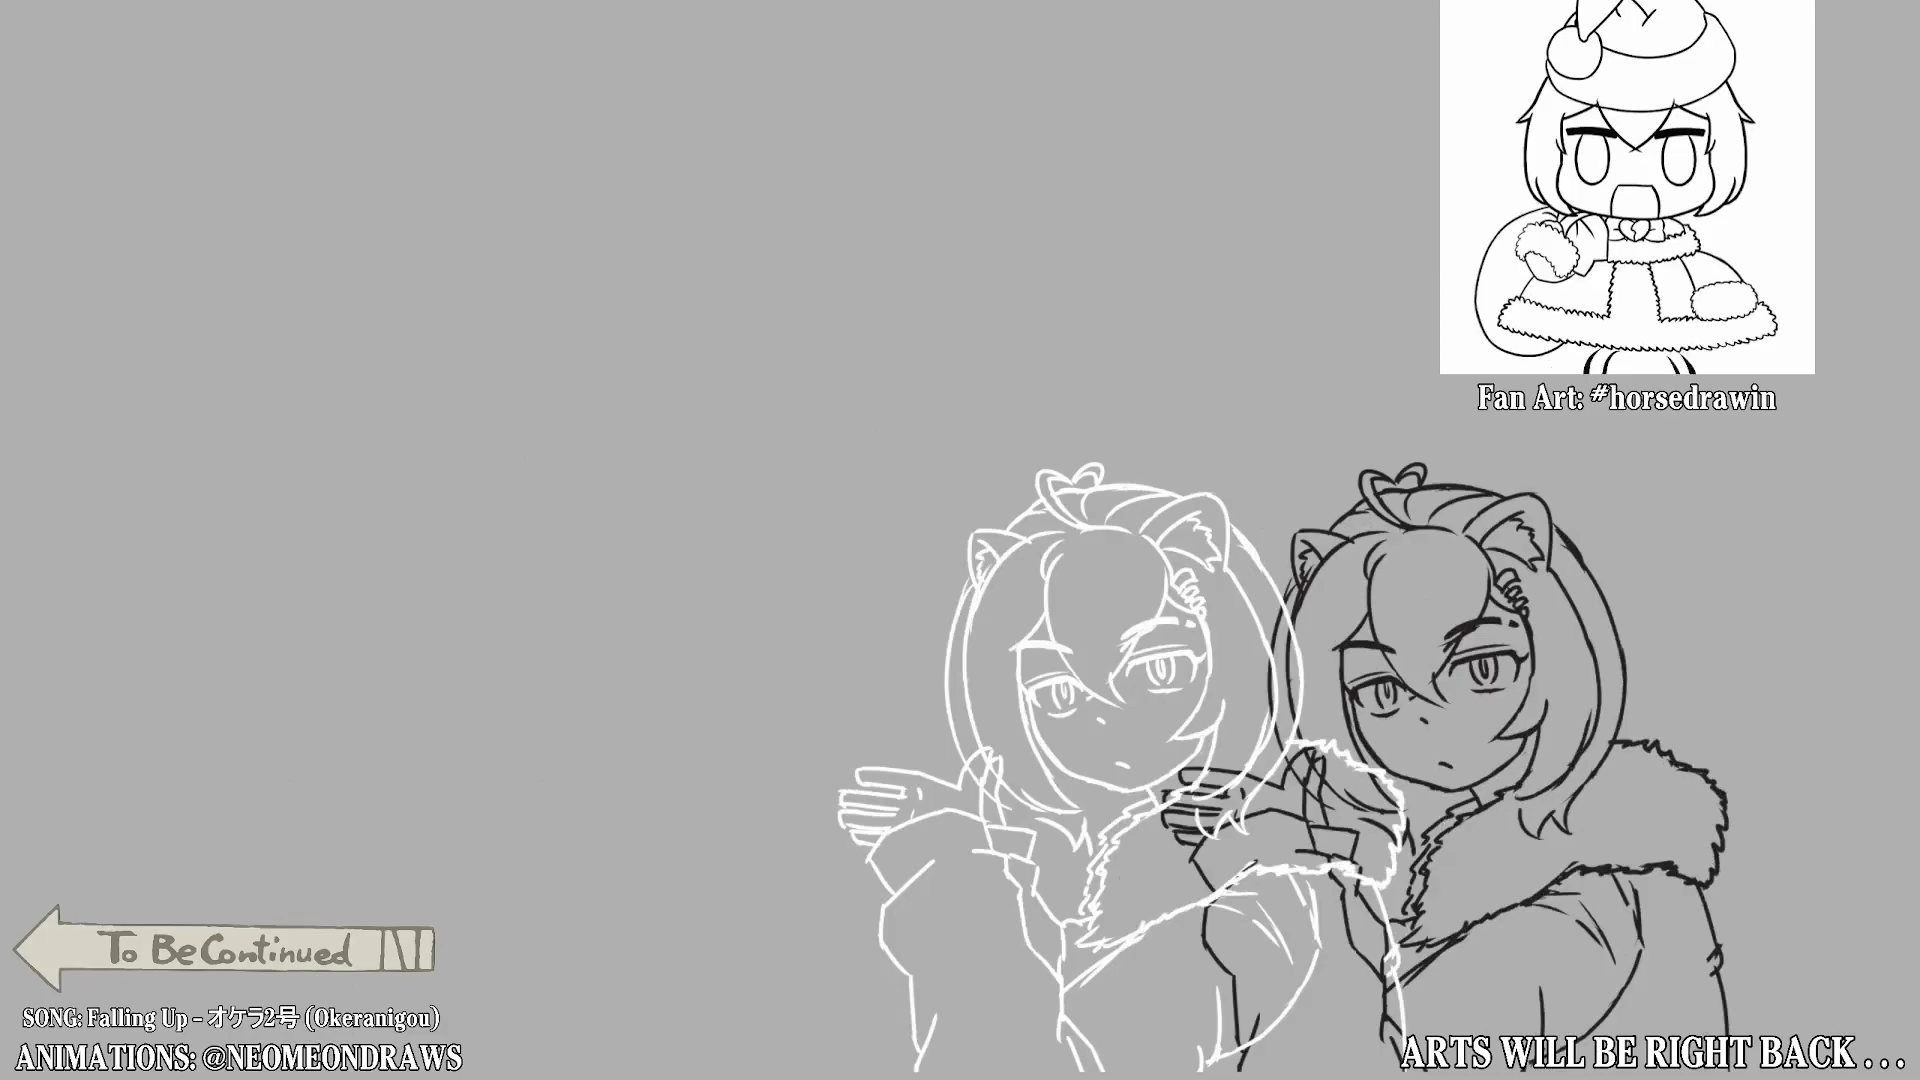 Fan Art: #horsedrawin
To Be Continued
SONG: Falling Up - オケラ2号 (Okeranigou)
ANIMATIONS: @NEOMEONDRAWS
ARTS WILL BE RIGHT BACK . . .